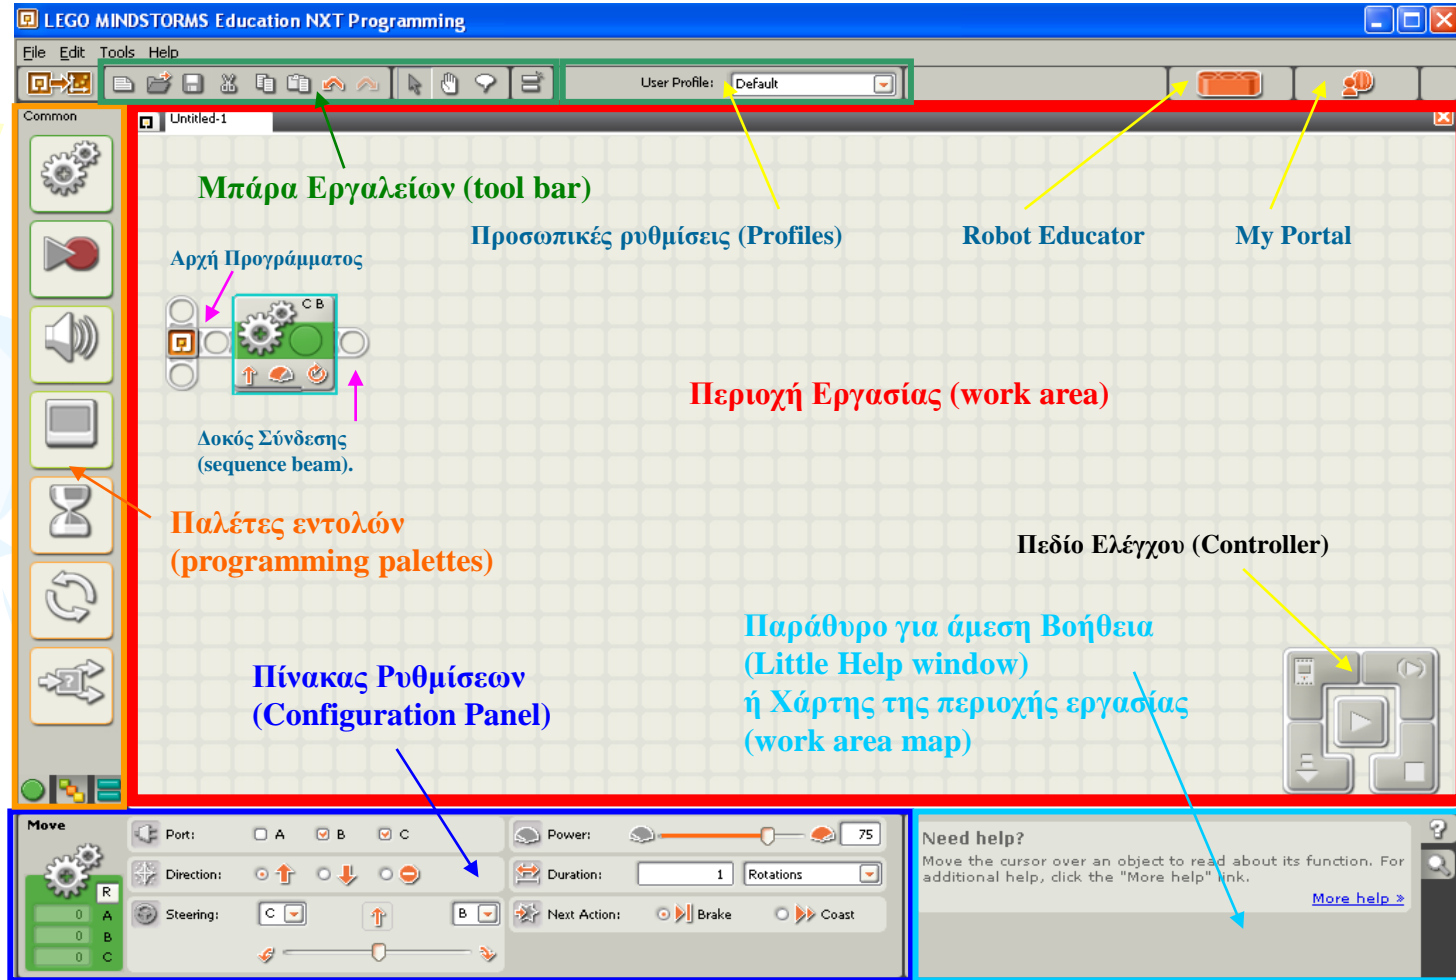 LEGO MINDSTORMS Education NXT Programming
File Edit Tools Help
User Profile: Default
Common
Untitled-1
Μπάρα Εργαλείων (tool bar)
Προσωπικές ρυθμίσεις (Profiles)
Robot Educator
My Portal
Αρχή Προγράμματος
C B
Περιοχή Εργασίας (work area)
Δοκός Σύνδεσης
(sequence beam).
Παλέτες εντολών
(programming palettes)
Πεδίο Ελέγχου (Controller)
Παράθυρο για άμεση Βοήθεια
(Little Help window)
ή Χάρτης της περιοχής εργασίας
(work area map)
Πίνακας Ρυθμίσεων
(Configuration Panel)
Move
R
0 A
0 B
0 C
Port: A B C
Direction:
Steering: C B
Power: 75
Duration: 1 Rotations
Next Action: Brake Coast
Need help?
Move the cursor over an object to read about its function. For
additional help, click the "More help" link.
More help »